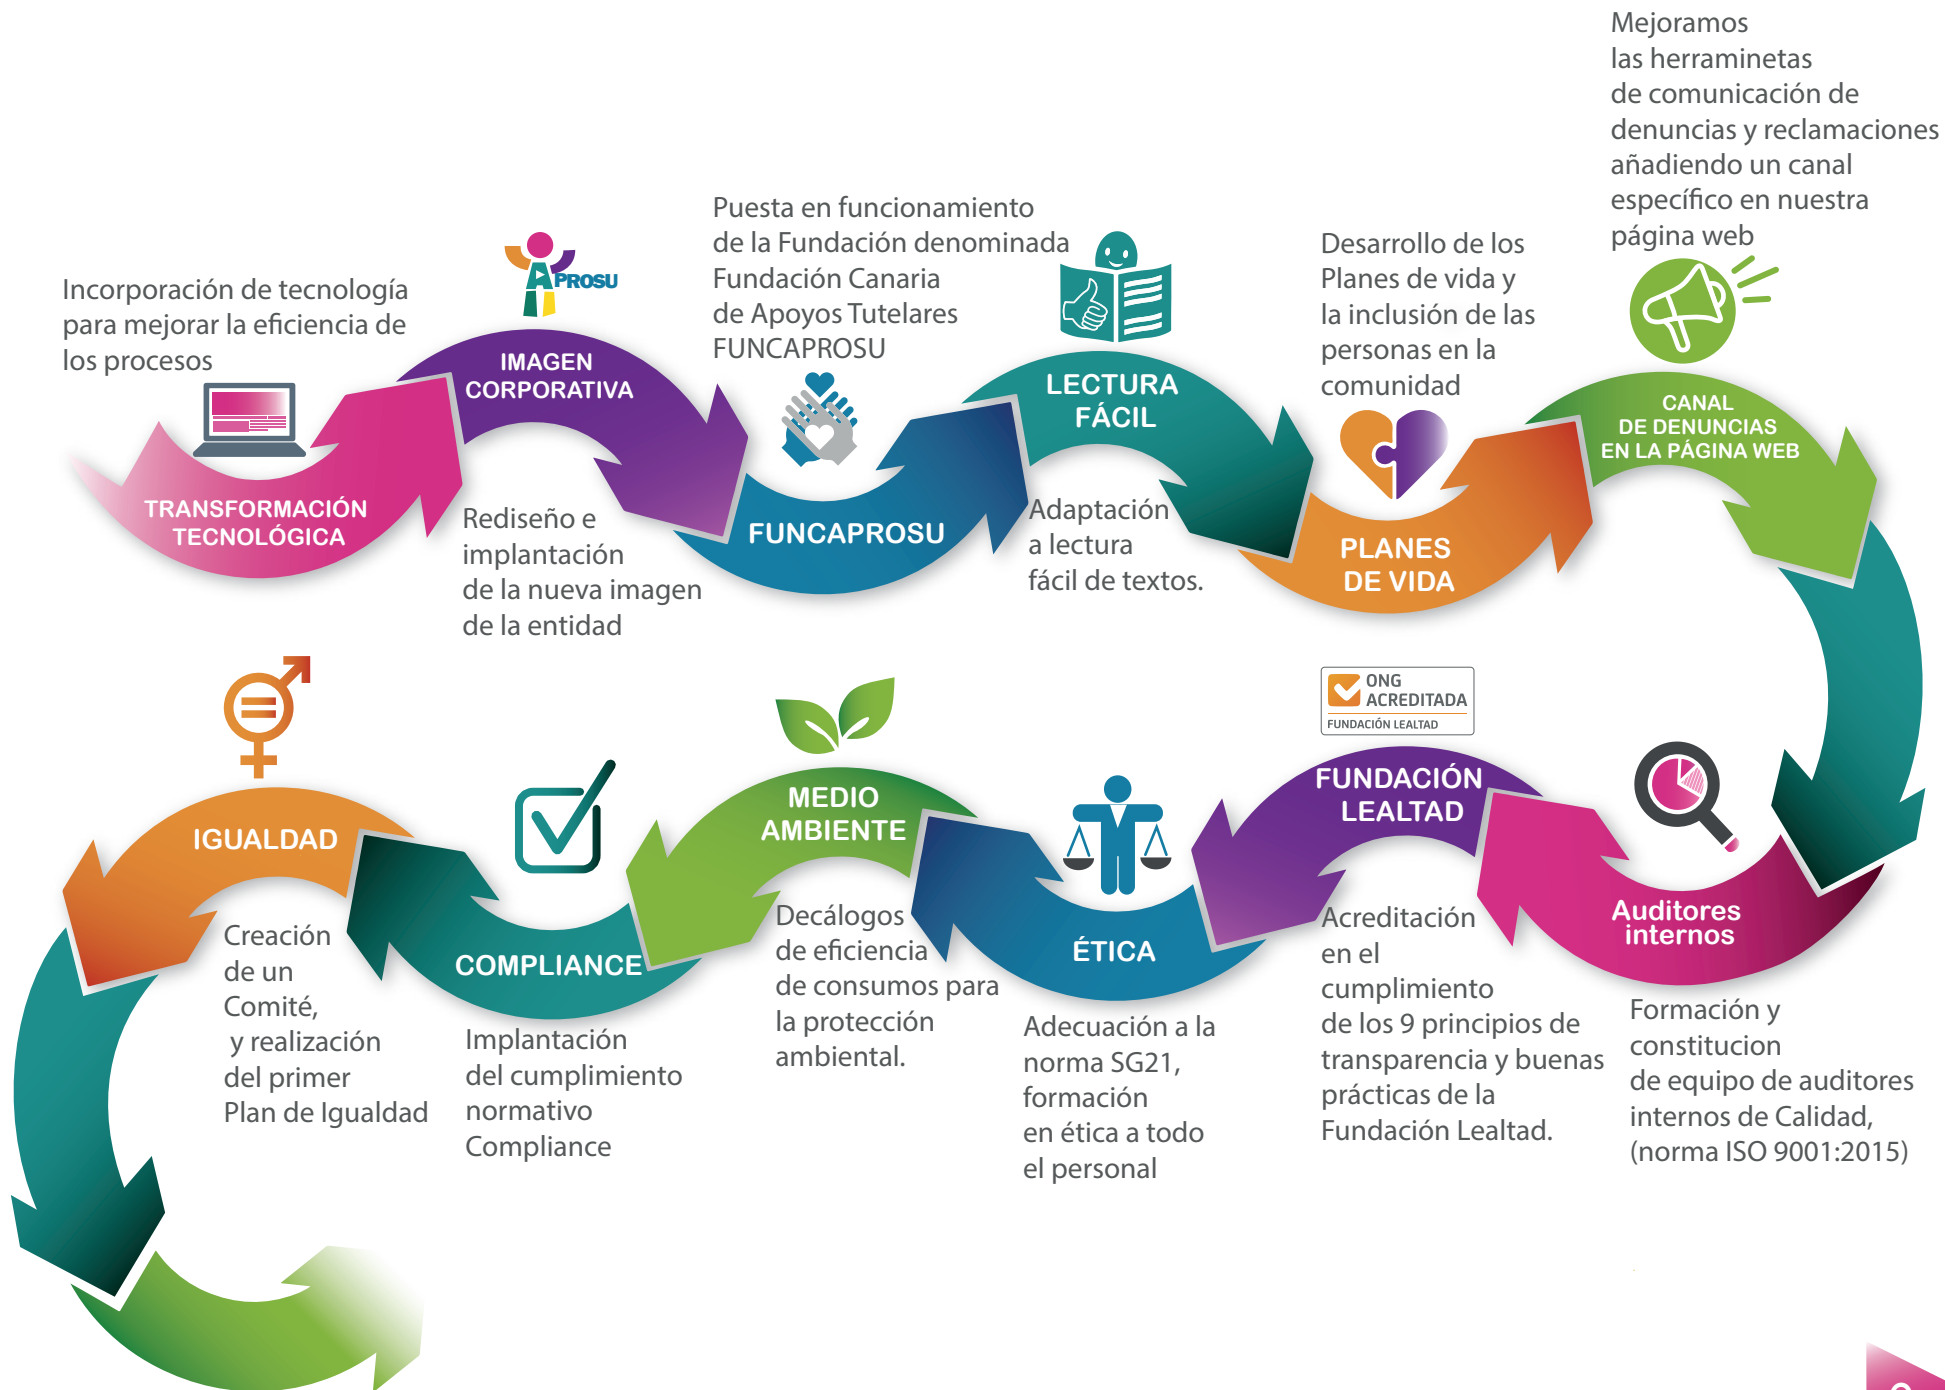 Incorporación de tecnología
para mejorar la eficiencia de
los procesos
TRANSFORMACIÓN
TECNOLÓGICA
APROSU
IMAGEN
CORPORATIVA
Rediseño e
implantación
de la nueva imagen
de la entidad
Puesta en funcionamiento
de la Fundación denominada
Fundación Canaria
de Apoyos Tutelares
FUNCAPROSU
FUNCAPROSU
LECTURA
FÁCIL
Adaptación
a lectura
fácil de textos.
Desarrollo de los
Planes de vida y
la inclusión de las
personas en la
comunidad
PLANES
DE VIDA
Mejoramos
las herraminetas
de comunicación de
denuncias y reclamaciones
añadiendo un canal
específico en nuestra
página web
CANAL
DE DENUNCIAS
EN LA PÁGINA WEB
Auditores
internos
Formación y
constitucion
de equipo de auditores
internos de Calidad,
(norma ISO 9001:2015)
ONG
ACREDITADA
FUNDACIÓN LEALTAD
FUNDACIÓN
LEALTAD
Acreditación
en el
cumplimiento
de los 9 principios de
transparencia y buenas
prácticas de la
Fundación Lealtad.
ÉTICA
Adecuación a la
norma SG21,
formación
en ética a todo
el personal
MEDIO
AMBIENTE
Decálogos
de eficiencia
de consumos para
la protección
ambiental.
COMPLIANCE
Implantación
del cumplimiento
normativo
Compliance
IGUALDAD
Creación
de un
Comité,
y realización
del primer
Plan de Igualdad